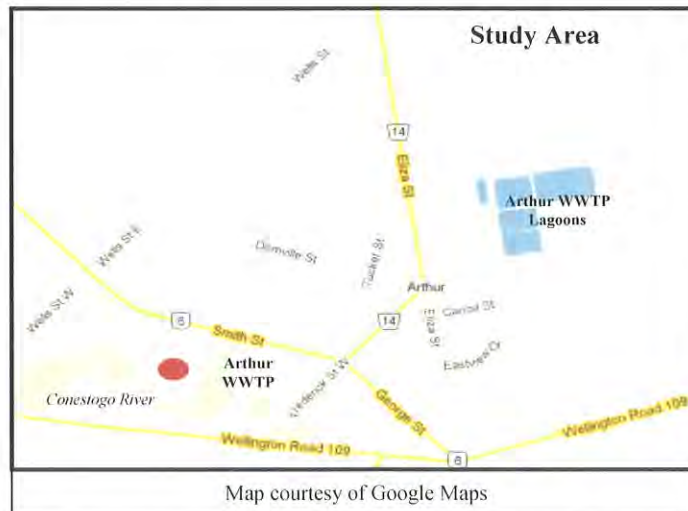 Study Area
Wells St
14
Eliza St
Arthur WWTP
Lagoons
Wells St E
Domville St
Tucker St
Arthur
Wells St W
6
Smith St
14
Eliza St
Carroll St
Eastview Dr
Arthur
WWTP
Frederick St W
George St
Conestogo River
Wellington Road 109
Wellington Road 109
6
Map courtesy of Google Maps